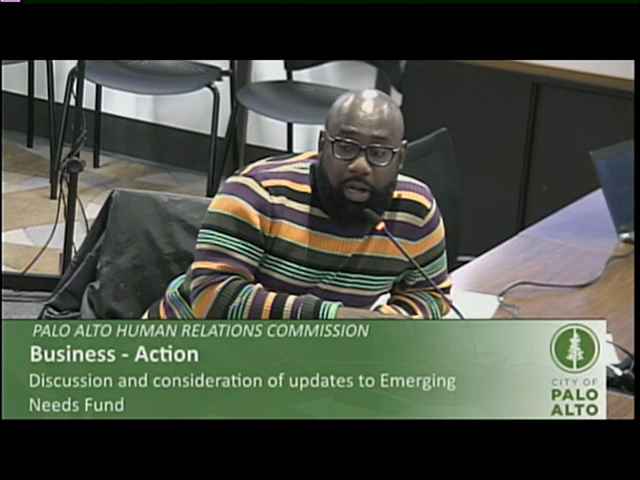 PALO ALTO HUMAN RELATIONS COMMISSION
Business - Action
Discussion and consideration of updates to Emerging
Needs Fund
CITY OF
PALO
ALTO